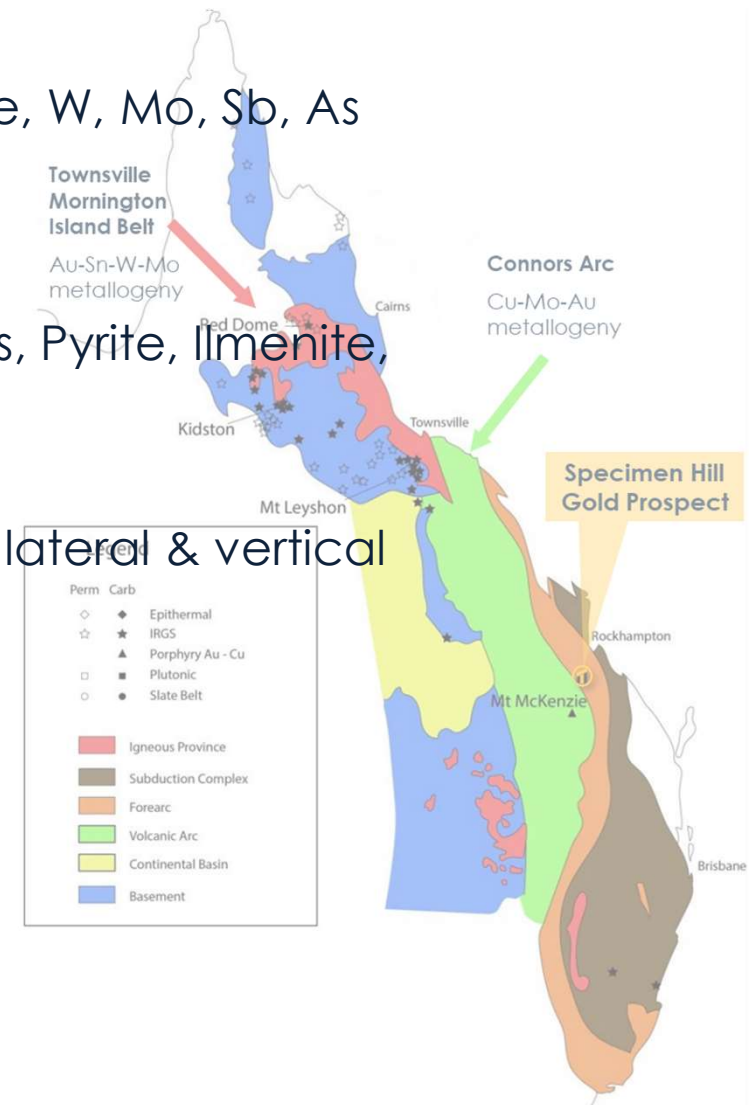 e, W, Mo, Sb, As
Townsville
Mornington
Island Belt
Au-Sn-W-Mo
metallogeny
Connors Arc
Cu-Mo-Au
metallogeny
Cairns
Red Dome
s, Pyrite, Ilmenite,
Kidston
Townsville
Specimen Hill
Gold Prospect
Mt Leyshon
lateral & vertical
Legend
Perm Carb
Epithermal
IRGS
Porphyry Au - Cu
Plutonic
Slate Belt
Rockhampton
Mt McKenzie
Igneous Province
Subduction Complex
Forearc
Volcanic Arc
Continental Basin
Basement
Brisbane